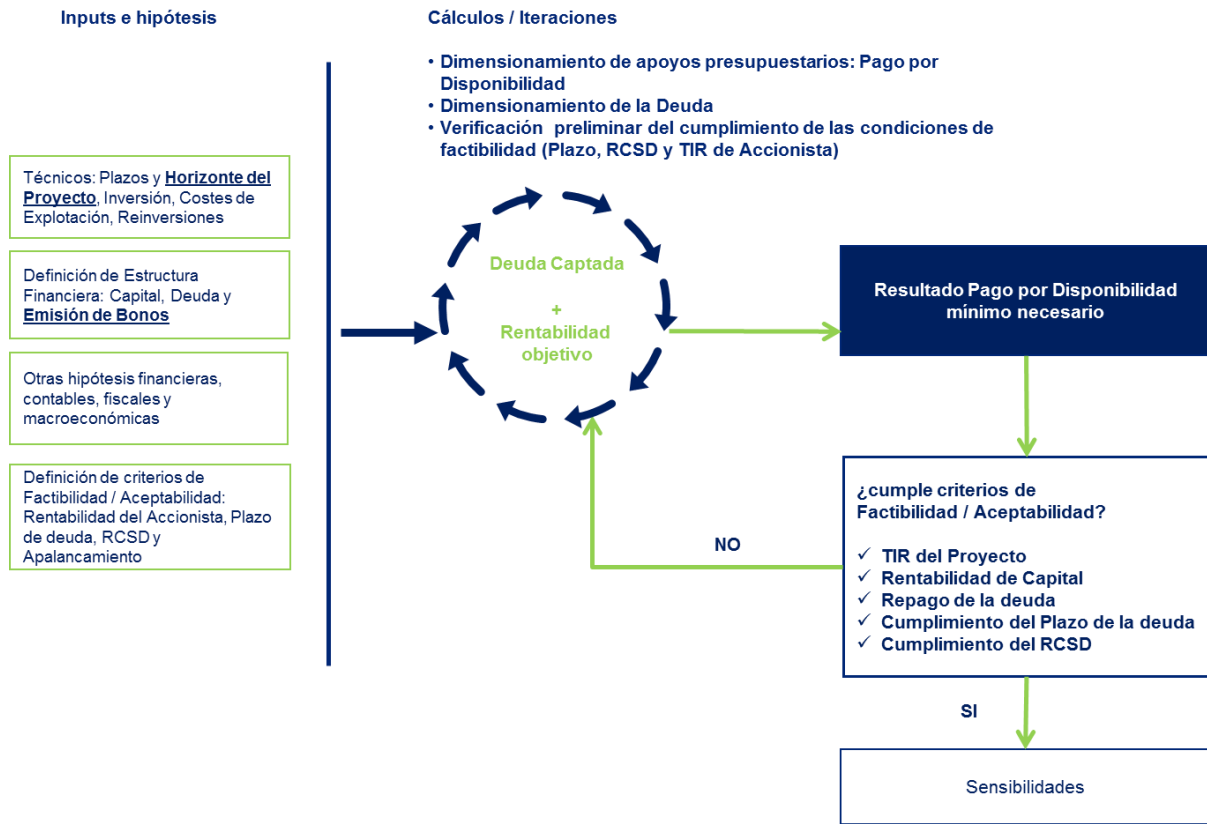 Inputs e hipótesis
Técnicos: Plazos y Horizonte del
Proyecto, Inversión, Costes de
Explotación, Reinversiones
Definición de Estructura
Financiera: Capital, Deuda y
Emisión de Bonos
Otras hipótesis financieras,
contables, fiscales y
macroeconómicas
Definición de criterios de
Factibilidad / Aceptabilidad:
Rentabilidad del Accionista, Plazo
de deuda, RCSD y
Apalancamiento
Cálculos / Iteraciones
• Dimensionamiento de apoyos presupuestarios: Pago por
Disponibilidad
• Dimensionamiento de la Deuda
• Verificación preliminar del cumplimiento de las condiciones de
factibilidad (Plazo, RCSD y TIR de Accionista)
Deuda Captada
+
Rentabilidad
objetivo
Resultado Pago por Disponibilidad
mínimo necesario
¿cumple criterios de
Factibilidad / Aceptabilidad?
✓ TIR del Proyecto
✓ Rentabilidad de Capital
✓ Repago de la deuda
✓ Cumplimiento del Plazo de la deuda
✓ Cumplimiento del RCSD
NO
SI
Sensibilidades